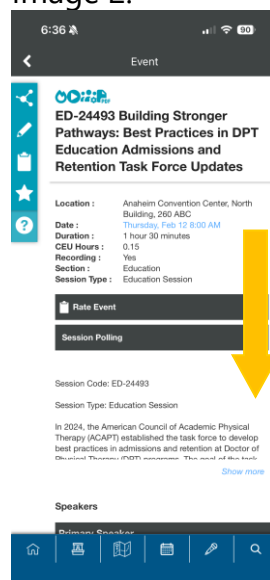 Image 2.
6:36
90
Event
ED-24493 Building Stronger
Pathways: Best Practices in DPT
Education Admissions and
Retention Task Force Updates
Location : Anaheim Convention Center, North
Building, 260 ABC
Date : Thursday, Feb 12 8:00 AM
Duration : 1 hour 30 minutes
CEU Hours : 0.15
Recording : Yes
Section : Education
Session Type : Education Session
Rate Event
Session Polling
Session Code: ED-24493
Session Type: Education Session
In 2024, the American Council of Academic Physical
Therapy (ACAPT) established the task force to develop
best practices in admissions and retention at Doctor of
Physical Therapy (DPT) programs. The goal of the task
Show more
Speakers
Primary Speaker